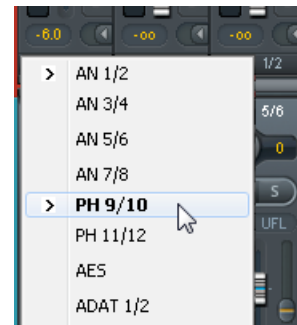 -6.0 -oo -oo
1/2
> AN 1/2
AN 3/4
5/6
AN 5/6
0
AN 7/8
S
> PH 9/10
UFL
PH 11/12
AES
ADAT 1/2